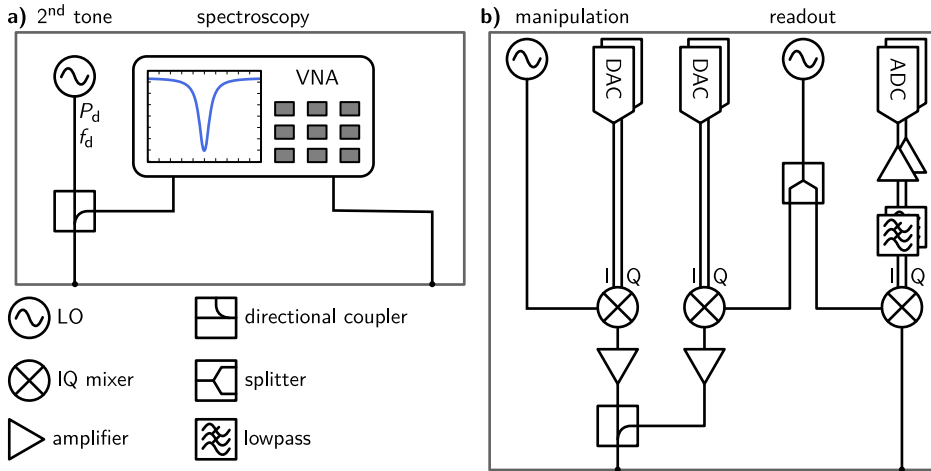 a) 2nd tone spectroscopy
VNA
Pd
fd
LO
directional coupler
IQ mixer
splitter
amplifier
lowpass
b) manipulation readout
DAC DAC ADC
I Q I Q I Q